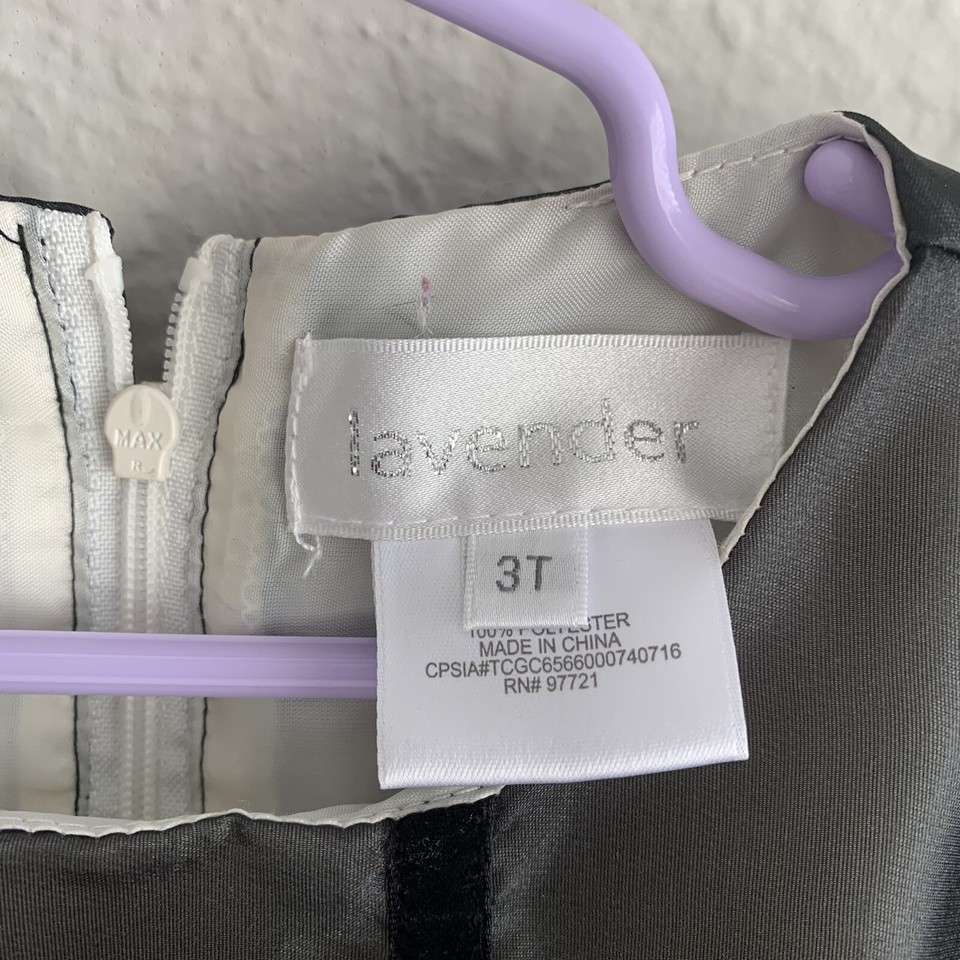 MAX
R
lavender
3T
100% POLYESTER
MADE IN CHINA
CPSIA#TCGC6566000740716
RN# 97721